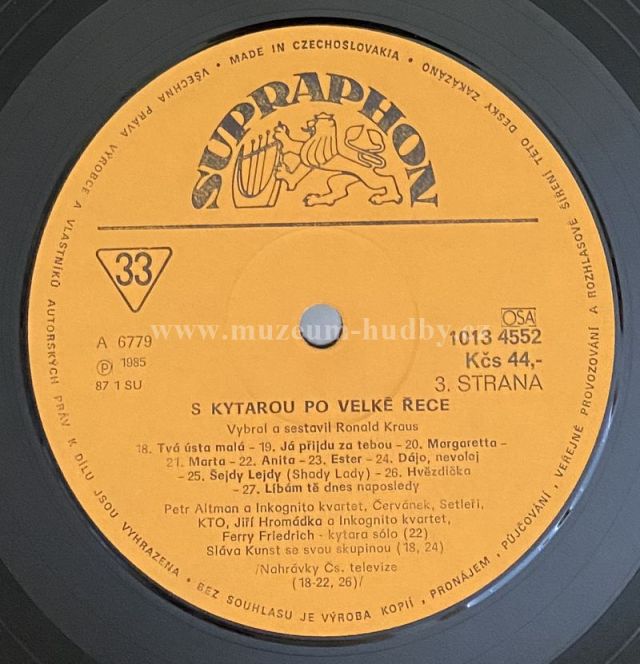 VŠECHNA PRÁVA VÝROBCE A VLASTNÍKŮ AUTORSKÝCH PRÁV K DÍLU JSOU VYHRAZENA • BEZ SOUHLASU JE VÝROBA KOPIÍ, PRONÁJEM, PŮJČOVÁNÍ, VEŘEJNÉ PROVOZOVÁNÍ A ROZHLASOVÉ ŠÍŘENÍ TÉTO DESKY ZAKÁZÁNO • MADE IN CZECHOSLOVAKIA •
SUPRAPHON
33
www.muzeum-hudby.cz
OSA
A 6779
1013 4552
Ⓟ 1985
Kčs 44,-
87 1 SU
3. STRANA
S KYTAROU PO VELKÉ ŘECE
Vybral a sestavil Ronald Kraus
18. Tvá ústa malá – 19. Já přijdu za tebou – 20. Margaretta –
21. Marta – 22. Anita – 23. Ester – 24. Dájo, nevolej
– 25. Šejdy Lejdy (Shady Lady) – 26. Hvězdička
– 27. Líbám tě dnes naposledy
Petr Altman a Inkognito kvartet, Červánek, Setleři,
KTO, Jiří Hromádka a Inkognito kvartet,
Ferry Friedrich - kytara sólo (22)
Sláva Kunst se svou skupinou (18, 24)
/Nahrávky Čs. televize
(18-22, 26)/